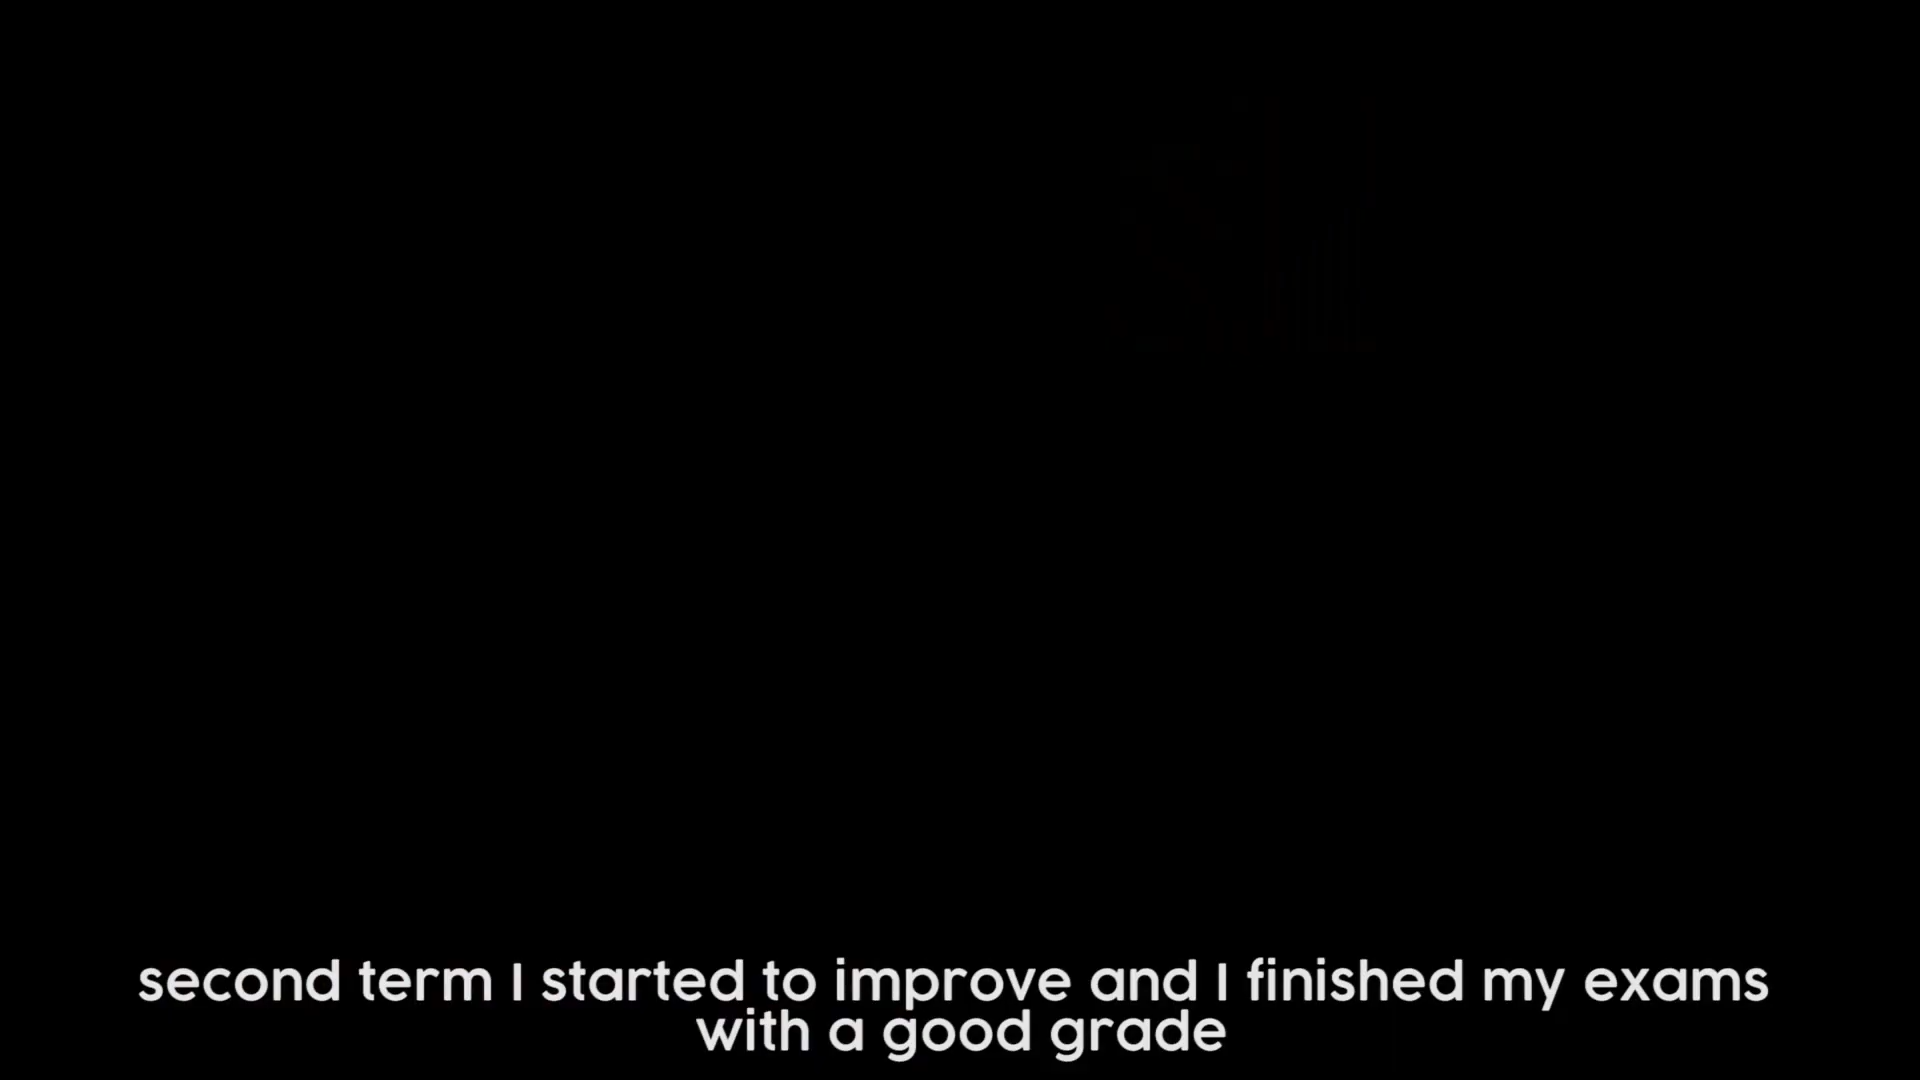 second term I started to improve and I finished my exams
with a good grade